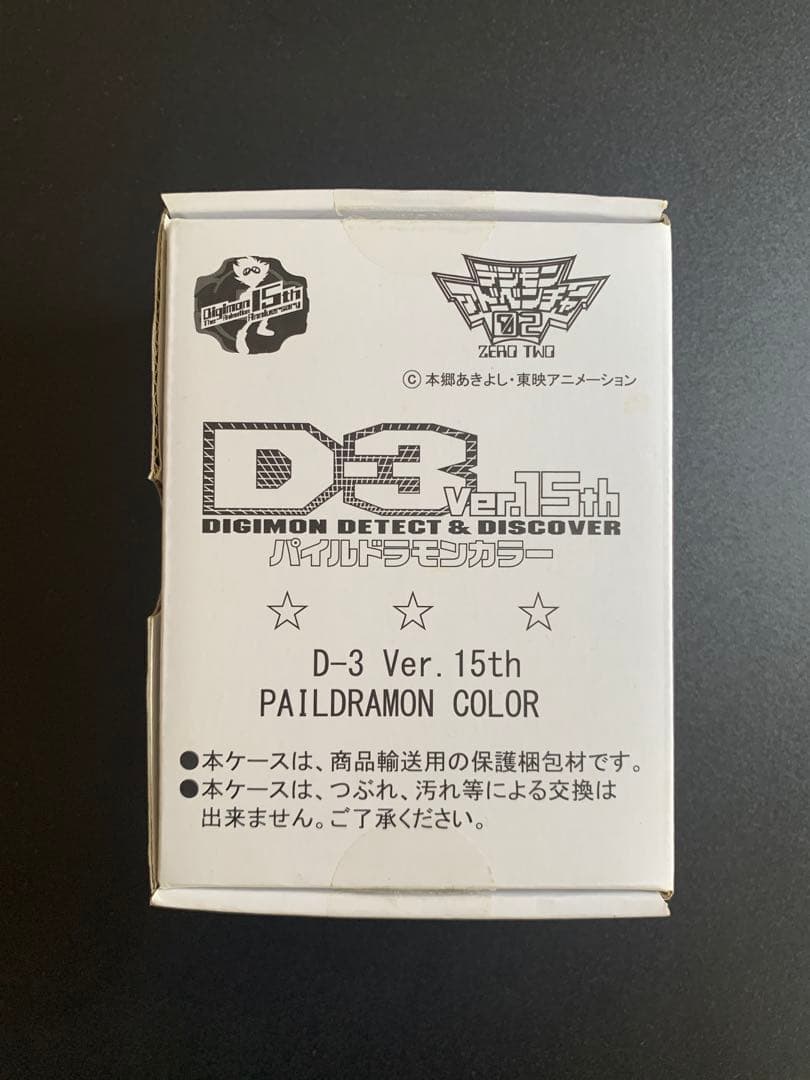 Digimon 15th
The Animation Anniversary
デジモン
アドベンチャー
02
ZERO TWO
©本郷あきよし・東映アニメーション
D-3 Ver.15th
DIGIMON DETECT & DISCOVER
パイルドラモンカラー
☆ ☆ ☆
D-3 Ver.15th
PAILDRAMON COLOR
●本ケースは、商品輸送用の保護梱包材です。
●本ケースは、つぶれ、汚れ等による交換は
出来ません。ご了承ください。